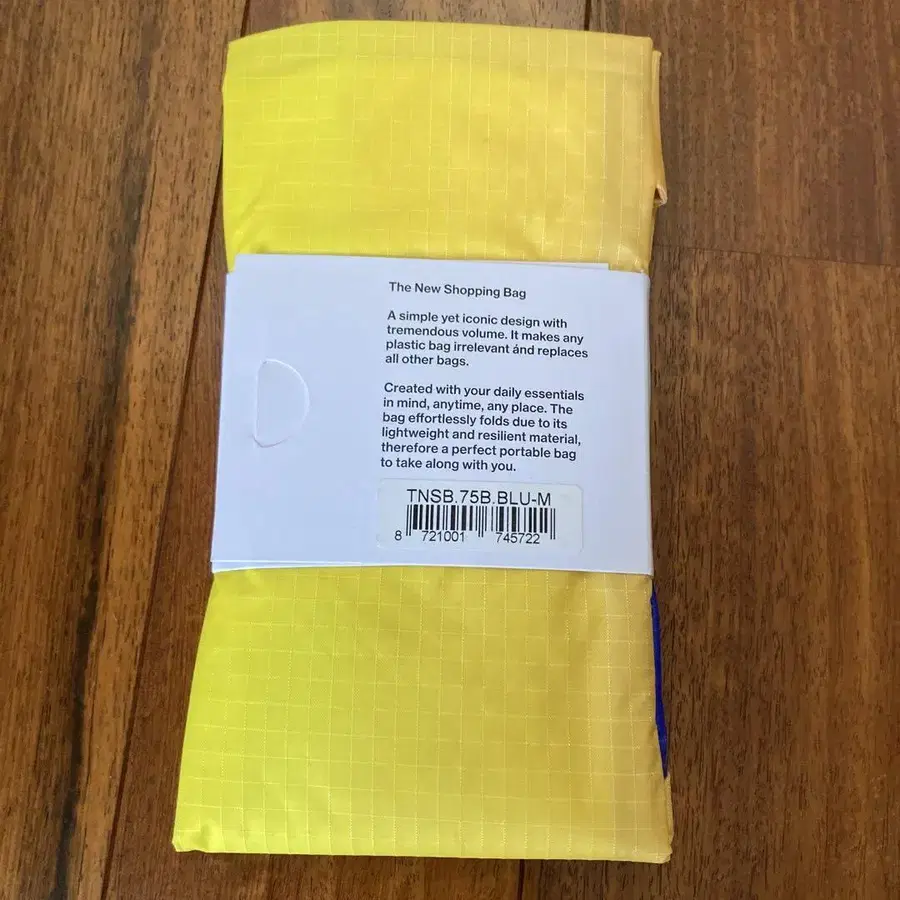 The New Shopping Bag
A simple yet iconic design with
tremendous volume. It makes any
plastic bag irrelevant ánd replaces
all other bags.
Created with your daily essentials
in mind, anytime, any place. The
bag effortlessly folds due to its
lightweight and resilient material,
therefore a perfect portable bag
to take along with you.
TNSB.75B.BLU-M
8 721001 745722